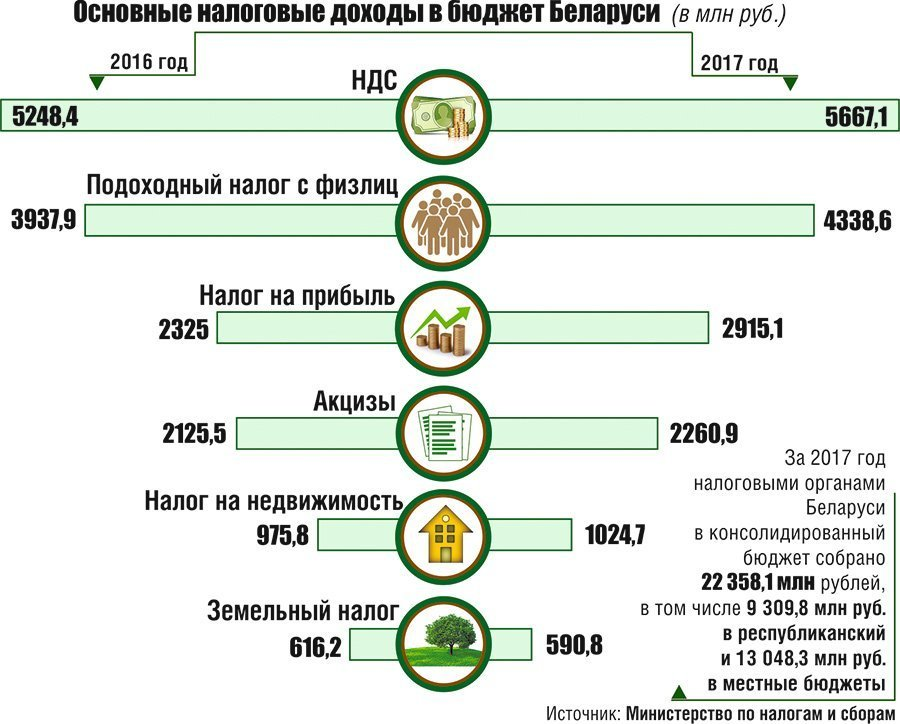 Основные налоговые доходы в бюджет Беларуси (в млн руб.)
2016 год
2017 год
НДС
5248,4
5667,1
Подоходный налог с физлиц
3937,9
4338,6
Налог на прибыль
2325
2915,1
Акцизы
2125,5
2260,9
Налог на недвижимость
975,8
1024,7
Земельный налог
616,2
590,8
За 2017 год
налоговыми органами
Беларуси
в консолидированный
бюджет собрано
22 358,1 млн рублей,
в том числе 9 309,8 млн руб.
в республиканский
и 13 048,3 млн руб.
в местные бюджеты
Источник: Министерство по налогам и сборам